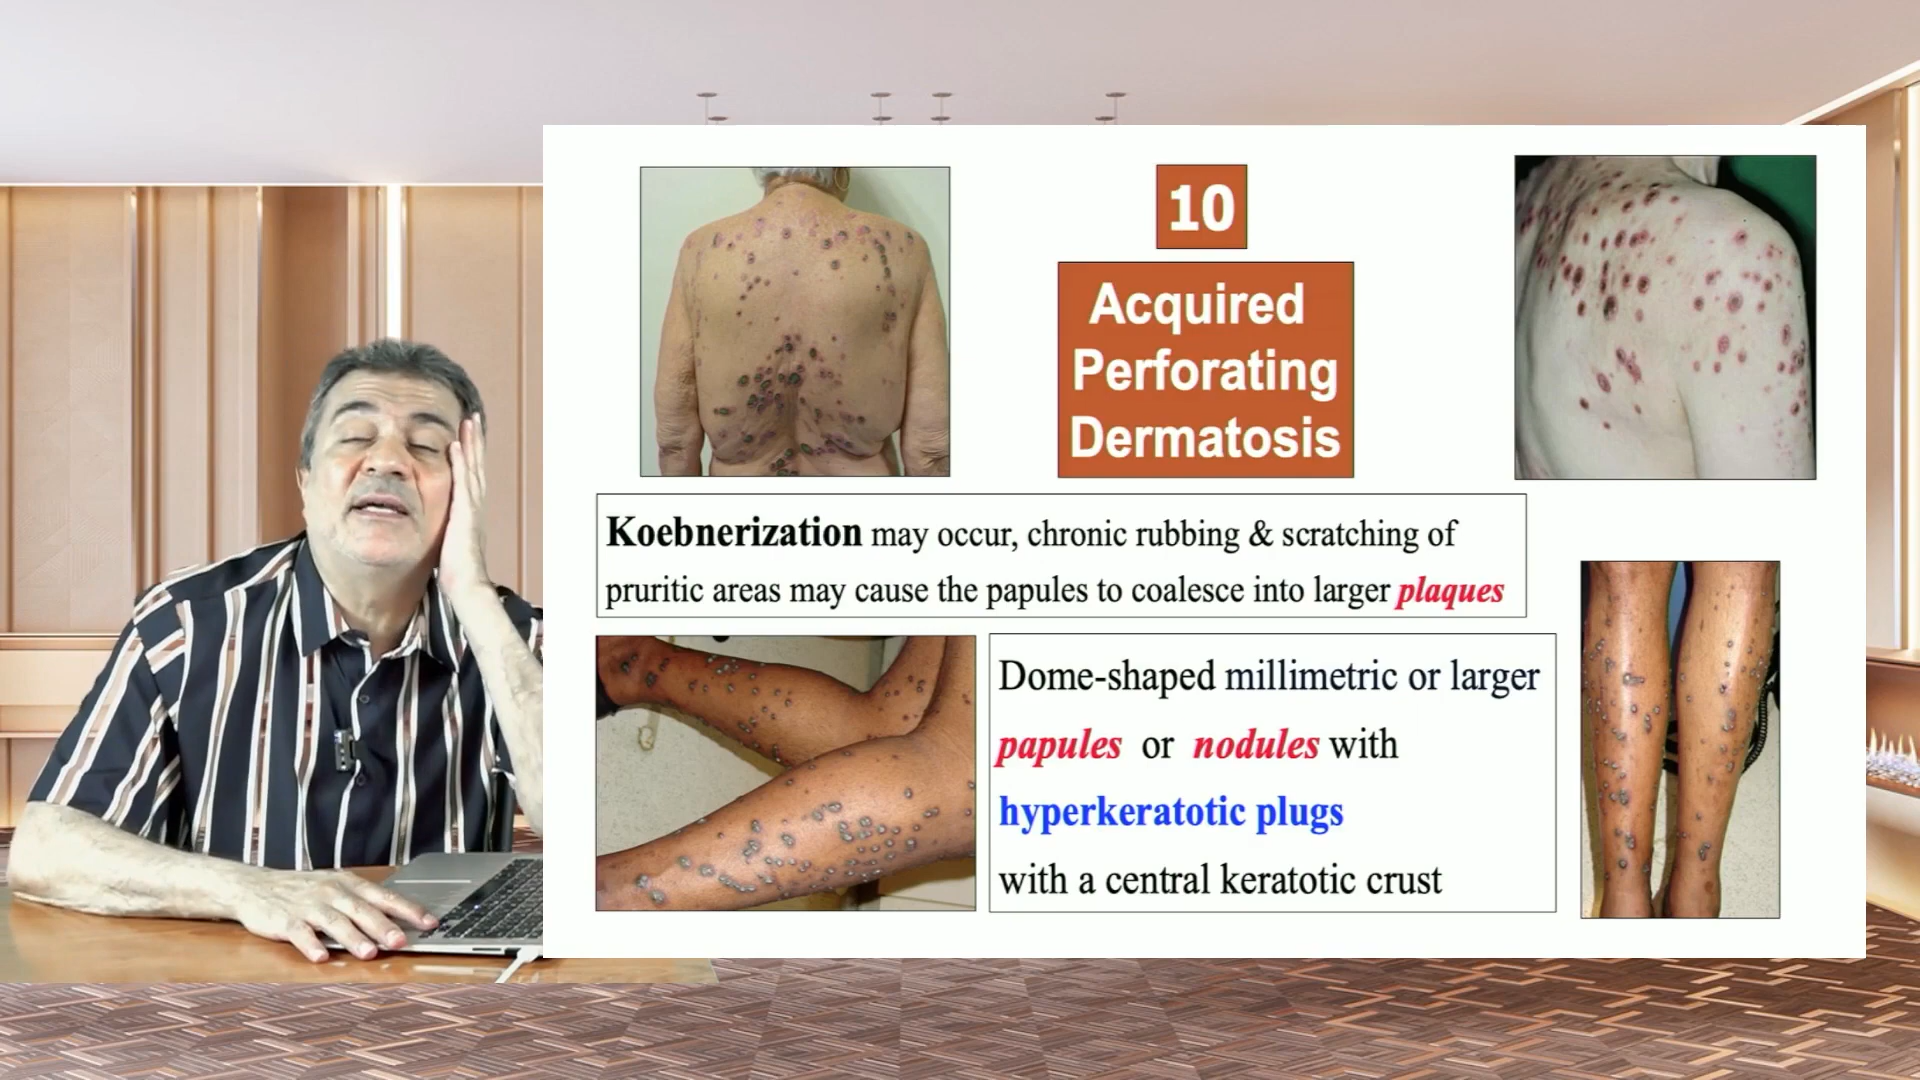 10
Acquired
Perforating
Dermatosis
Koebnerization may occur, chronic rubbing & scratching of
pruritic areas may cause the papules to coalesce into larger plaques
Dome-shaped millimetric or larger
papules or nodules with
hyperkeratotic plugs
with a central keratotic crust